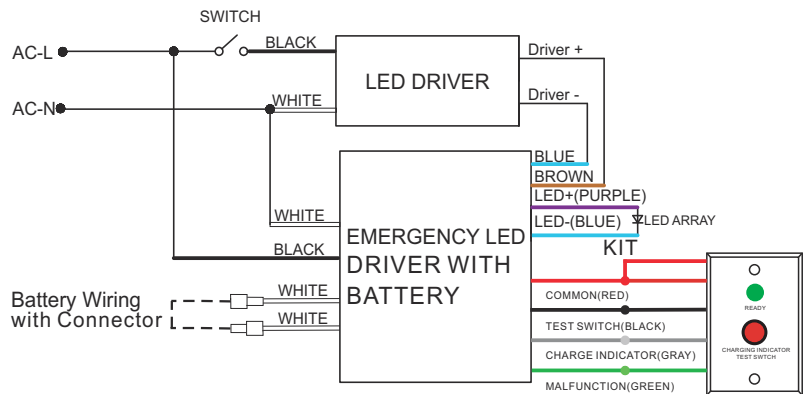 SWITCH
AC-L
BLACK
LED DRIVER
Driver +
Driver -
AC-N
WHITE
BLUE
BROWN
LED+(PURPLE)
LED-(BLUE)
LED ARRAY
KIT
WHITE
BLACK
EMERGENCY LED
DRIVER WITH
BATTERY
Battery Wiring
with Connector
WHITE
WHITE
COMMON(RED)
TEST SWITCH(BLACK)
CHARGE INDICATOR(GRAY)
MALFUNCTION(GREEN)
READY
CHARGING INDICATOR
TEST SWTCH